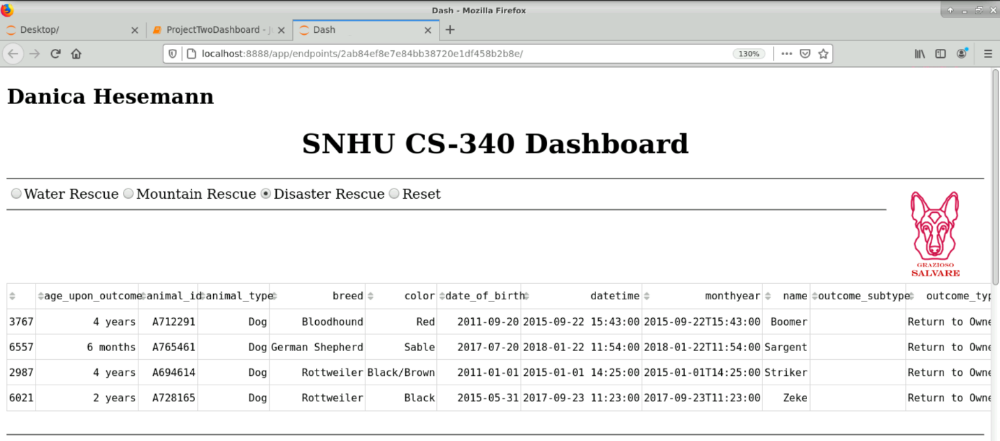 Dash - Mozilla Firefox
Desktop/ ProjectTwoDashboard - J Dash
localhost:8888/app/endpoints/2ab84ef8e7e84bb38720e1df458b2b8e/ 130%
Danica Hesemann
SNHU CS-340 Dashboard
Water Rescue Mountain Rescue Disaster Rescue Reset
GRAZIOSO
SALVARE
age_upon_outcome animal_id animal_type breed color date_of_birth datetime monthyear name outcome_subtype outcome_typ
3767 4 years A712291 Dog Bloodhound Red 2011-09-20 2015-09-22 15:43:00 2015-09-22T15:43:00 Boomer Return to Owne
6557 6 months A765461 Dog German Shepherd Sable 2017-07-20 2018-01-22 11:54:00 2018-01-22T11:54:00 Sargent Return to Owne
2987 4 years A694614 Dog Rottweiler Black/Brown 2011-01-01 2015-01-01 14:25:00 2015-01-01T14:25:00 Striker Return to Owne
6021 2 years A728165 Dog Rottweiler Black 2015-05-31 2017-09-23 11:23:00 2017-09-23T11:23:00 Zeke Return to Owne